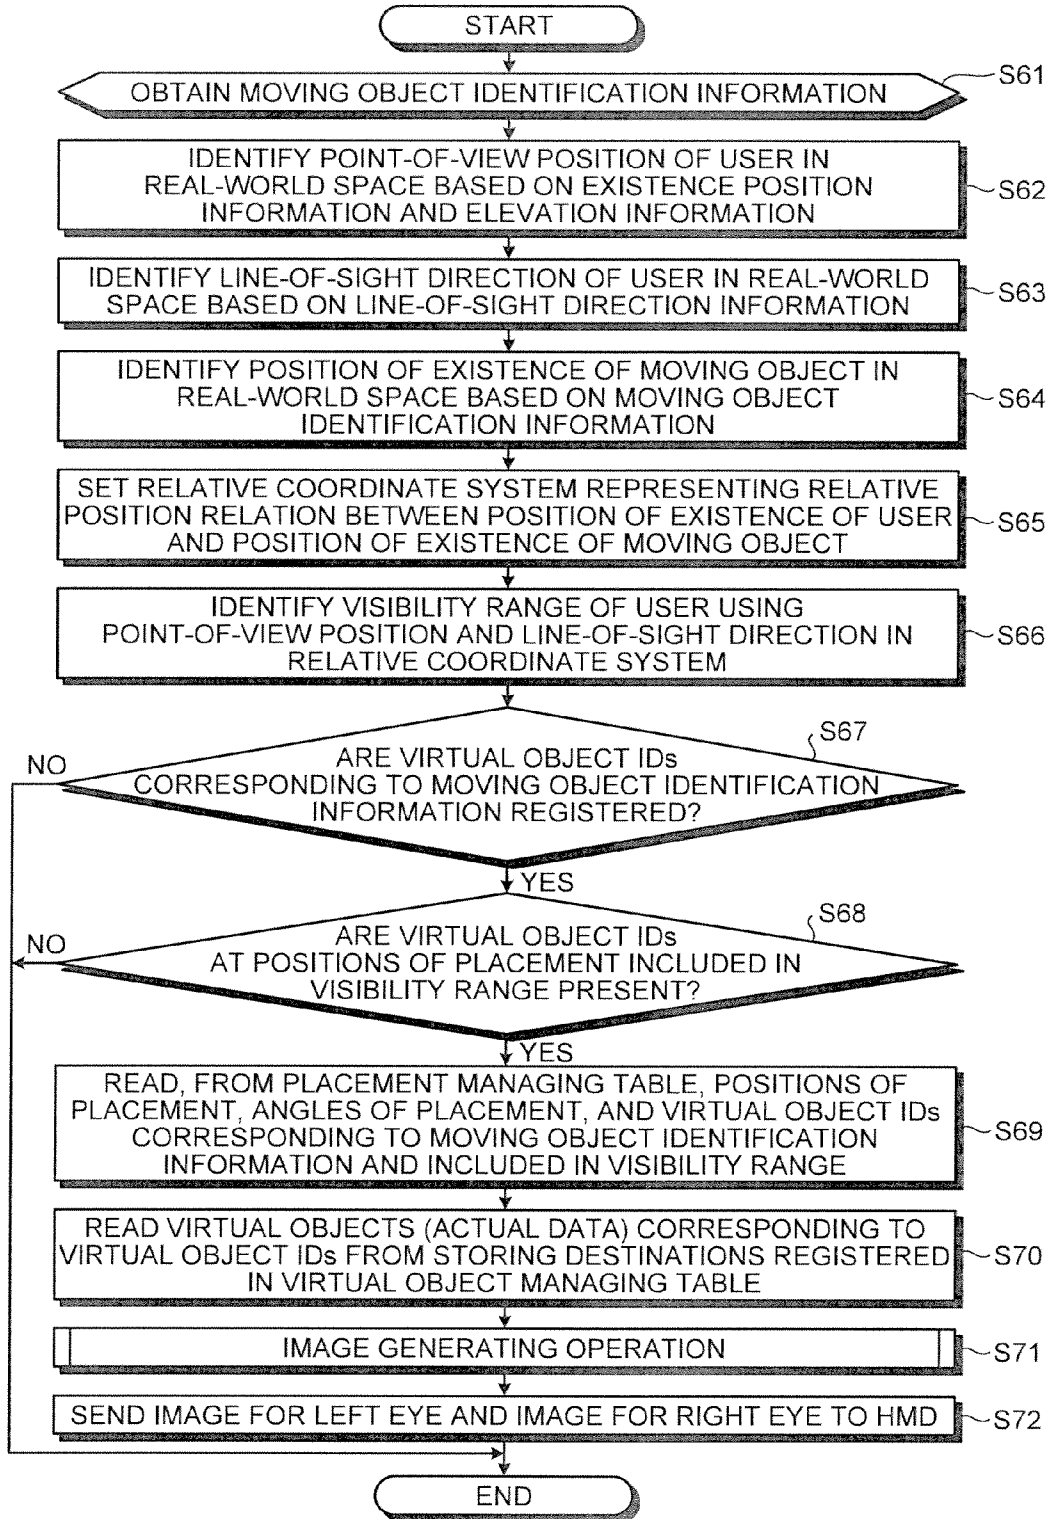 START
OBTAIN MOVING OBJECT IDENTIFICATION INFORMATION
S61
IDENTIFY POINT-OF-VIEW POSITION OF USER IN
REAL-WORLD SPACE BASED ON EXISTENCE POSITION
INFORMATION AND ELEVATION INFORMATION
S62
IDENTIFY LINE-OF-SIGHT DIRECTION OF USER IN REAL-WORLD
SPACE BASED ON LINE-OF-SIGHT DIRECTION INFORMATION
S63
IDENTIFY POSITION OF EXISTENCE OF MOVING OBJECT IN
REAL-WORLD SPACE BASED ON MOVING OBJECT
IDENTIFICATION INFORMATION
S64
SET RELATIVE COORDINATE SYSTEM REPRESENTING RELATIVE
POSITION RELATION BETWEEN POSITION OF EXISTENCE OF USER
AND POSITION OF EXISTENCE OF MOVING OBJECT
S65
IDENTIFY VISIBILITY RANGE OF USER USING
POINT-OF-VIEW POSITION AND LINE-OF-SIGHT DIRECTION IN
RELATIVE COORDINATE SYSTEM
S66
S67
NO
ARE VIRTUAL OBJECT IDs
CORRESPONDING TO MOVING OBJECT IDENTIFICATION
INFORMATION REGISTERED?
YES
S68
NO
ARE VIRTUAL OBJECT IDs
AT POSITIONS OF PLACEMENT INCLUDED IN
VISIBILITY RANGE PRESENT?
YES
READ, FROM PLACEMENT MANAGING TABLE, POSITIONS OF
PLACEMENT, ANGLES OF PLACEMENT, AND VIRTUAL OBJECT IDs
CORRESPONDING TO MOVING OBJECT IDENTIFICATION
INFORMATION AND INCLUDED IN VISIBILITY RANGE
S69
READ VIRTUAL OBJECTS (ACTUAL DATA) CORRESPONDING TO
VIRTUAL OBJECT IDs FROM STORING DESTINATIONS REGISTERED
IN VIRTUAL OBJECT MANAGING TABLE
S70
IMAGE GENERATING OPERATION
S71
SEND IMAGE FOR LEFT EYE AND IMAGE FOR RIGHT EYE TO HMD
S72
END